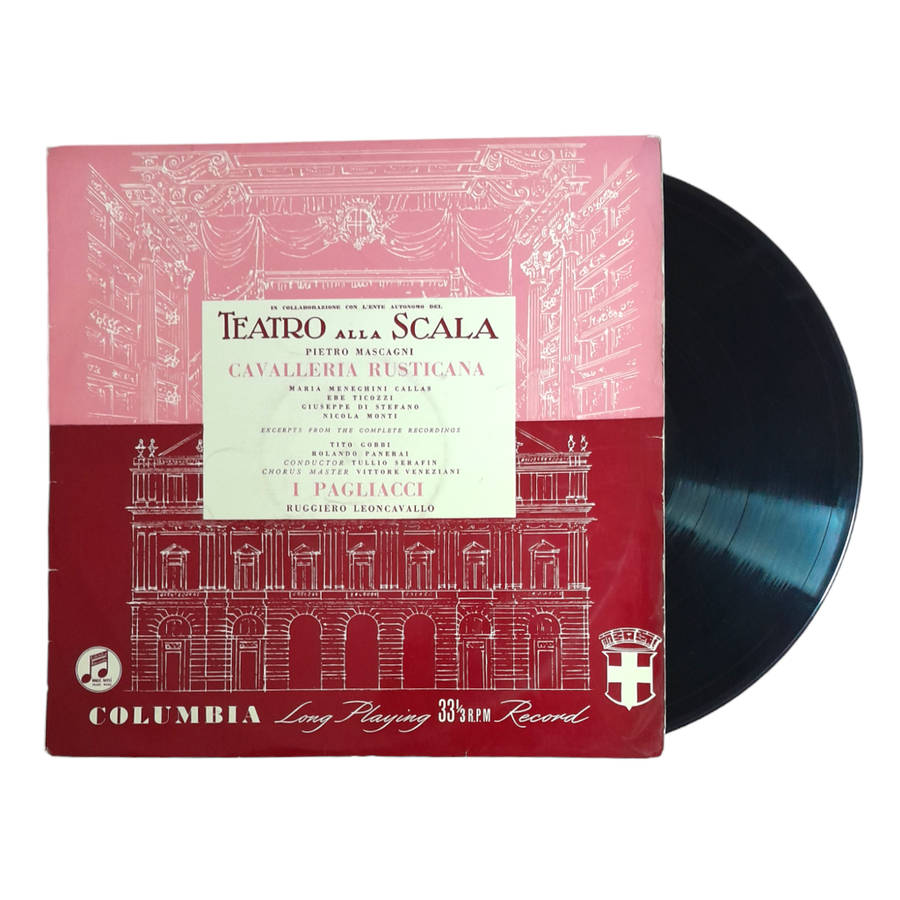 IN COLLABORAZIONE CON L'ENTE AUTONOMO DEL
TEATRO ALLA SCALA
PIETRO MASCAGNI
CAVALLERIA RUSTICANA
MARIA MENEGHINI CALLAS
EBE TICOZZI
GIUSEPPE DI STEFANO
NICOLA MONTI
EXCERPTS FROM THE COMPLETE RECORDINGS
TITO GOBBI
ROLANDO PANERAI
CONDUCTOR TULLIO SERAFIN
CHORUS MASTER VITTORE VENEZIANI
I PAGLIACCI
RUGGIERO LEONCAVALLO
COLUMBIA Long Playing 33⅓ R.P.M Record